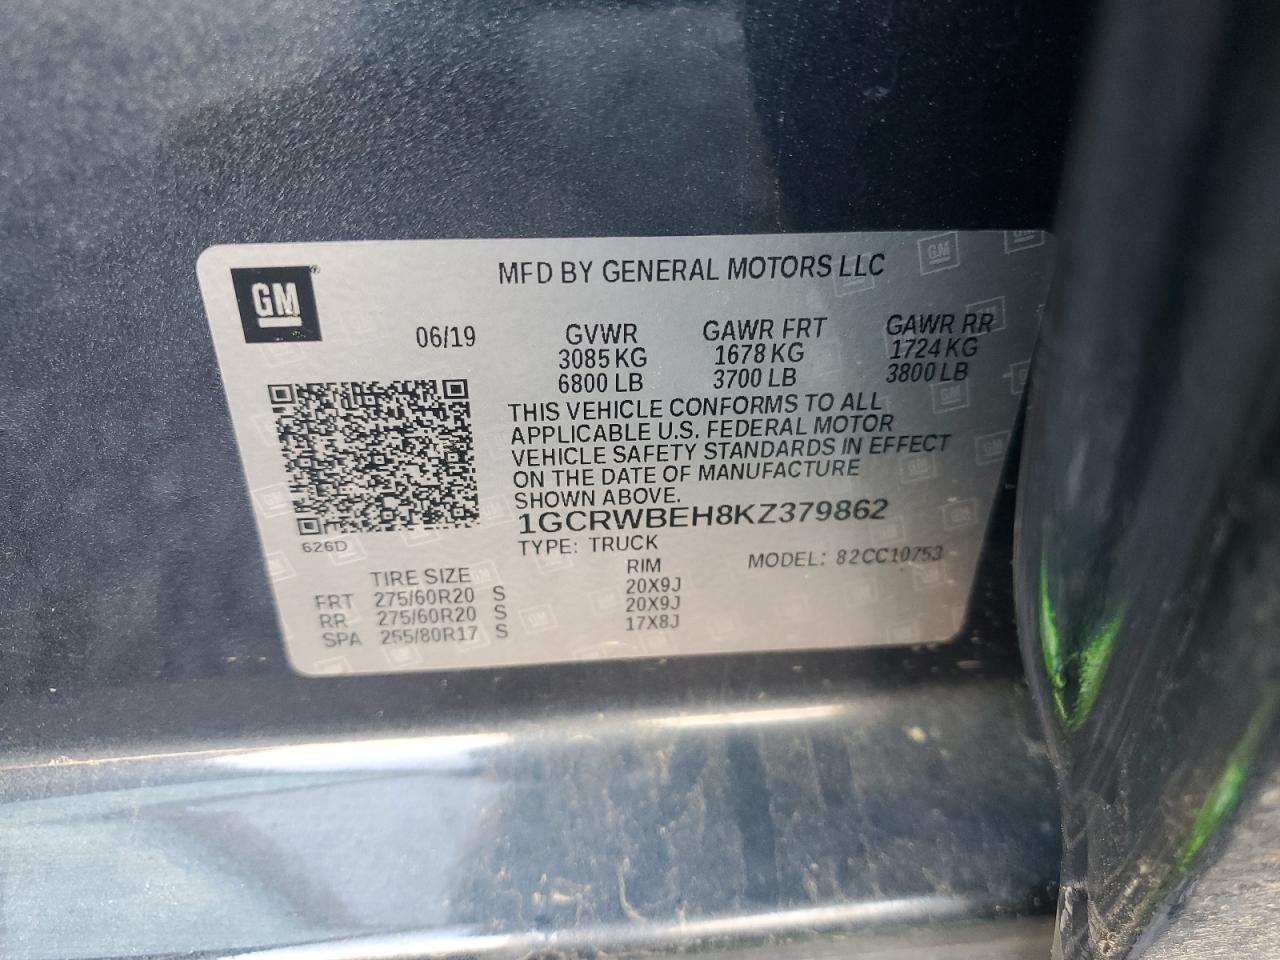 GM
MFD BY GENERAL MOTORS LLC
06/19 GVWR GAWR FRT GAWR RR
3085 KG 1678 KG 1724 KG
6800 LB 3700 LB 3800 LB
THIS VEHICLE CONFORMS TO ALL
APPLICABLE U.S. FEDERAL MOTOR
VEHICLE SAFETY STANDARDS IN EFFECT
ON THE DATE OF MANUFACTURE
SHOWN ABOVE.
1GCRWBEH8KZ379862
626D
TYPE: TRUCK
MODEL: 82CC10753
TIRE SIZE RIM
FRT 275/60R20 S 20X9J
RR 275/60R20 S 20X9J
SPA 255/80R17 S 17X8J